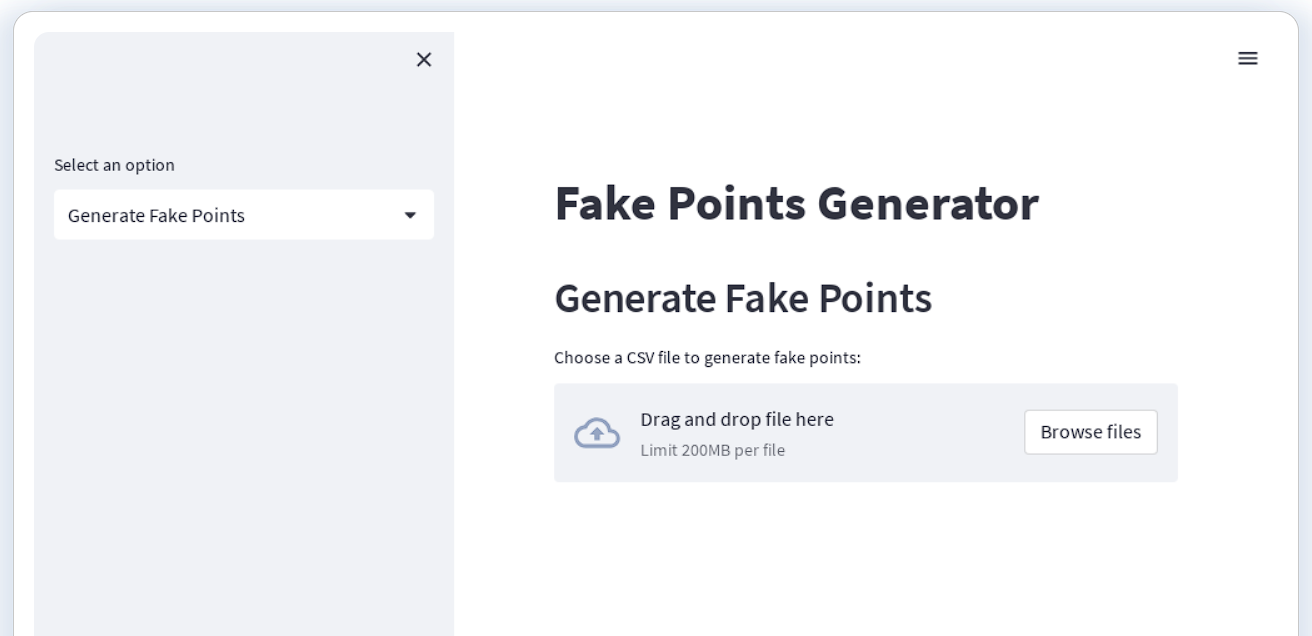 Select an option
Generate Fake Points
Fake Points Generator
Generate Fake Points
Choose a CSV file to generate fake points:
Drag and drop file here
Limit 200MB per file
Browse files